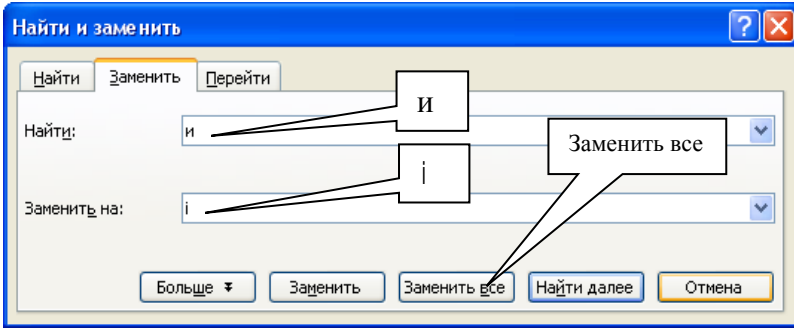 Найти и заменить
Найти Заменить Перейти
и
Найти: и
Заменить все
і
Заменить на: і
Больше Заменить Заменить все Найти далее Отмена